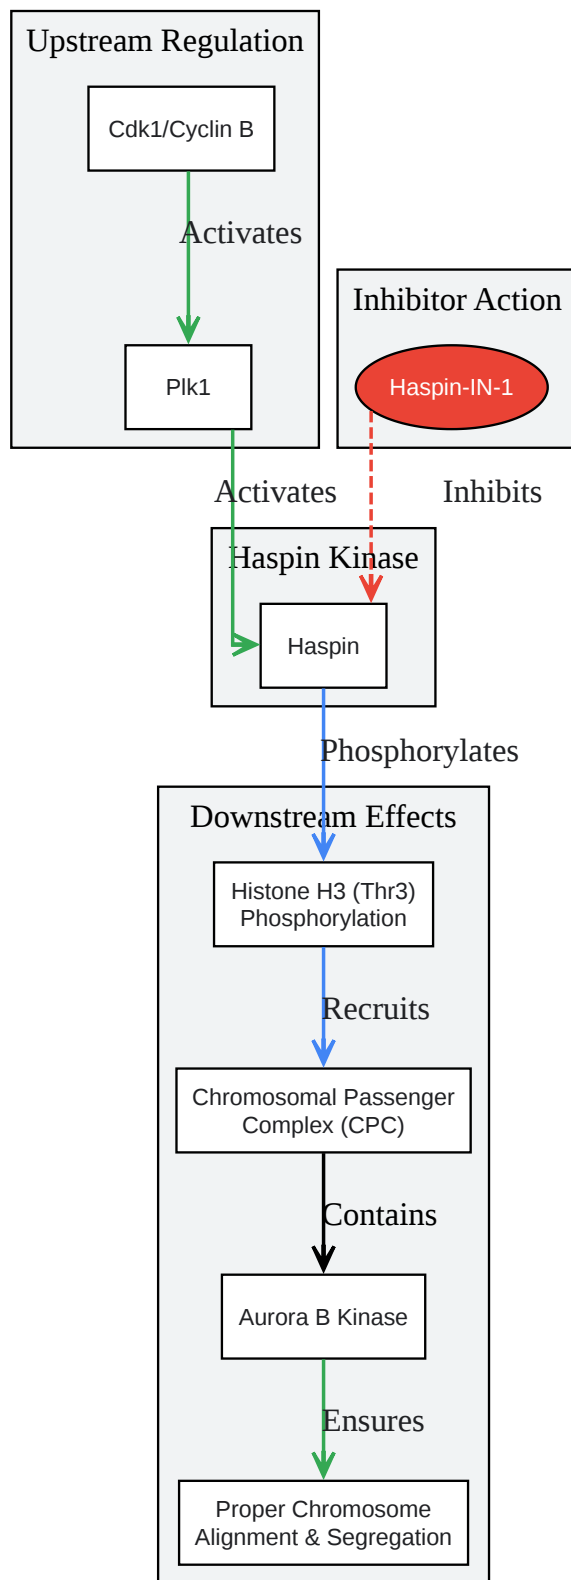 Upstream Regulation
Cdk1/Cyclin B
Activates
Plk1
Inhibitor Action
Haspin-IN-1
Activates
Inhibits
Haspin Kinase
Haspin
Phosphorylates
Downstream Effects
Histone H3 (Thr3)
Phosphorylation
Recruits
Chromosomal Passenger
Complex (CPC)
Contains
Aurora B Kinase
Ensures
Proper Chromosome
Alignment & Segregation